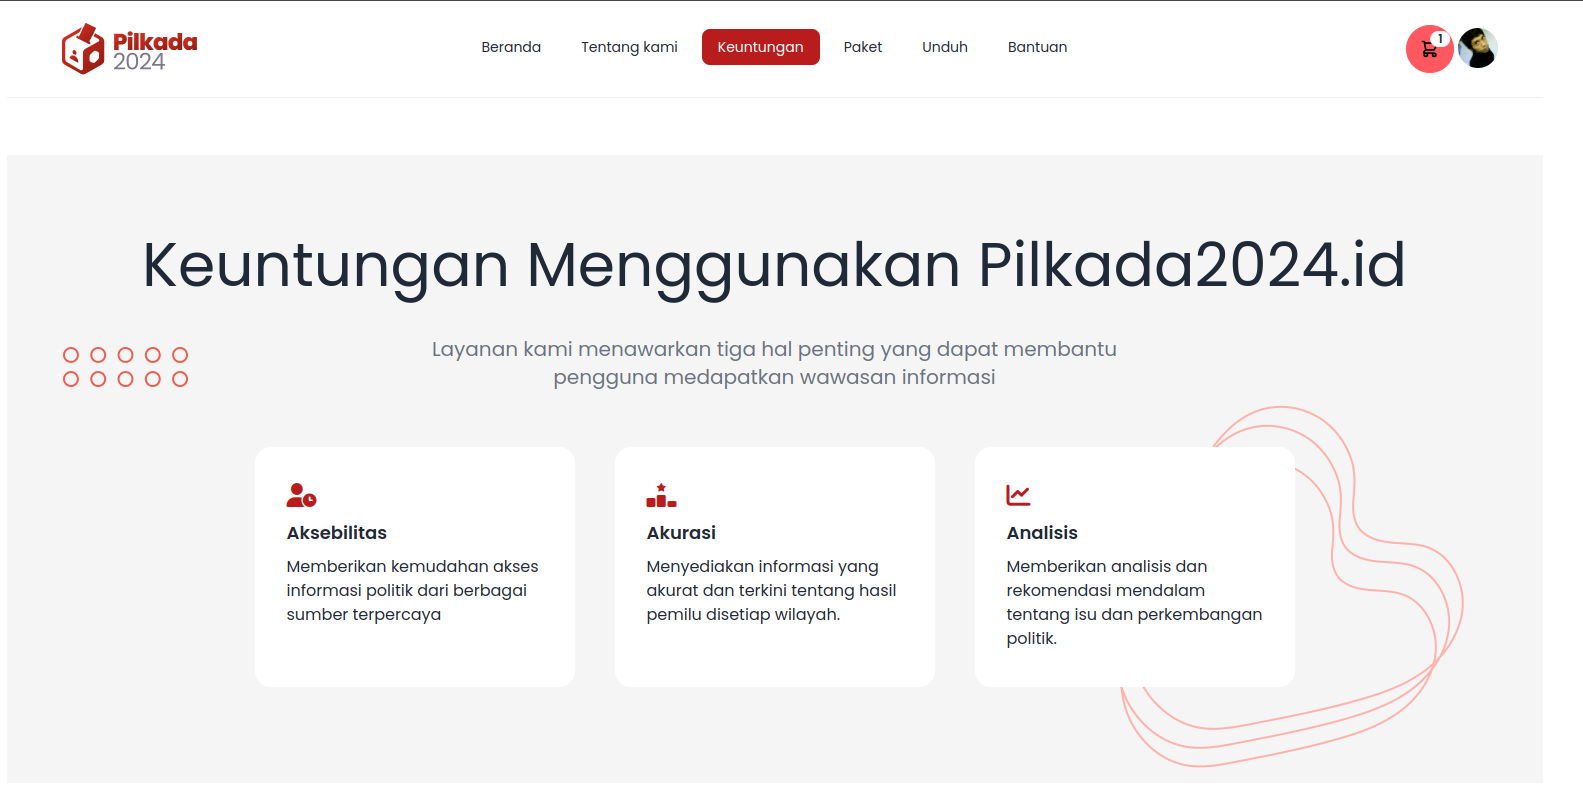 Pilkada
2024
Beranda
Tentang kami
Keuntungan
Paket
Unduh
Bantuan
1
Keuntungan Menggunakan Pilkada2024.id
Layanan kami menawarkan tiga hal penting yang dapat membantu
pengguna medapatkan wawasan informasi
Aksebilitas
Memberikan kemudahan akses
informasi politik dari berbagai
sumber terpercaya
Akurasi
Menyediakan informasi yang
akurat dan terkini tentang hasil
pemilu disetiap wilayah.
Analisis
Memberikan analisis dan
rekomendasi mendalam
tentang isu dan perkembangan
politik.